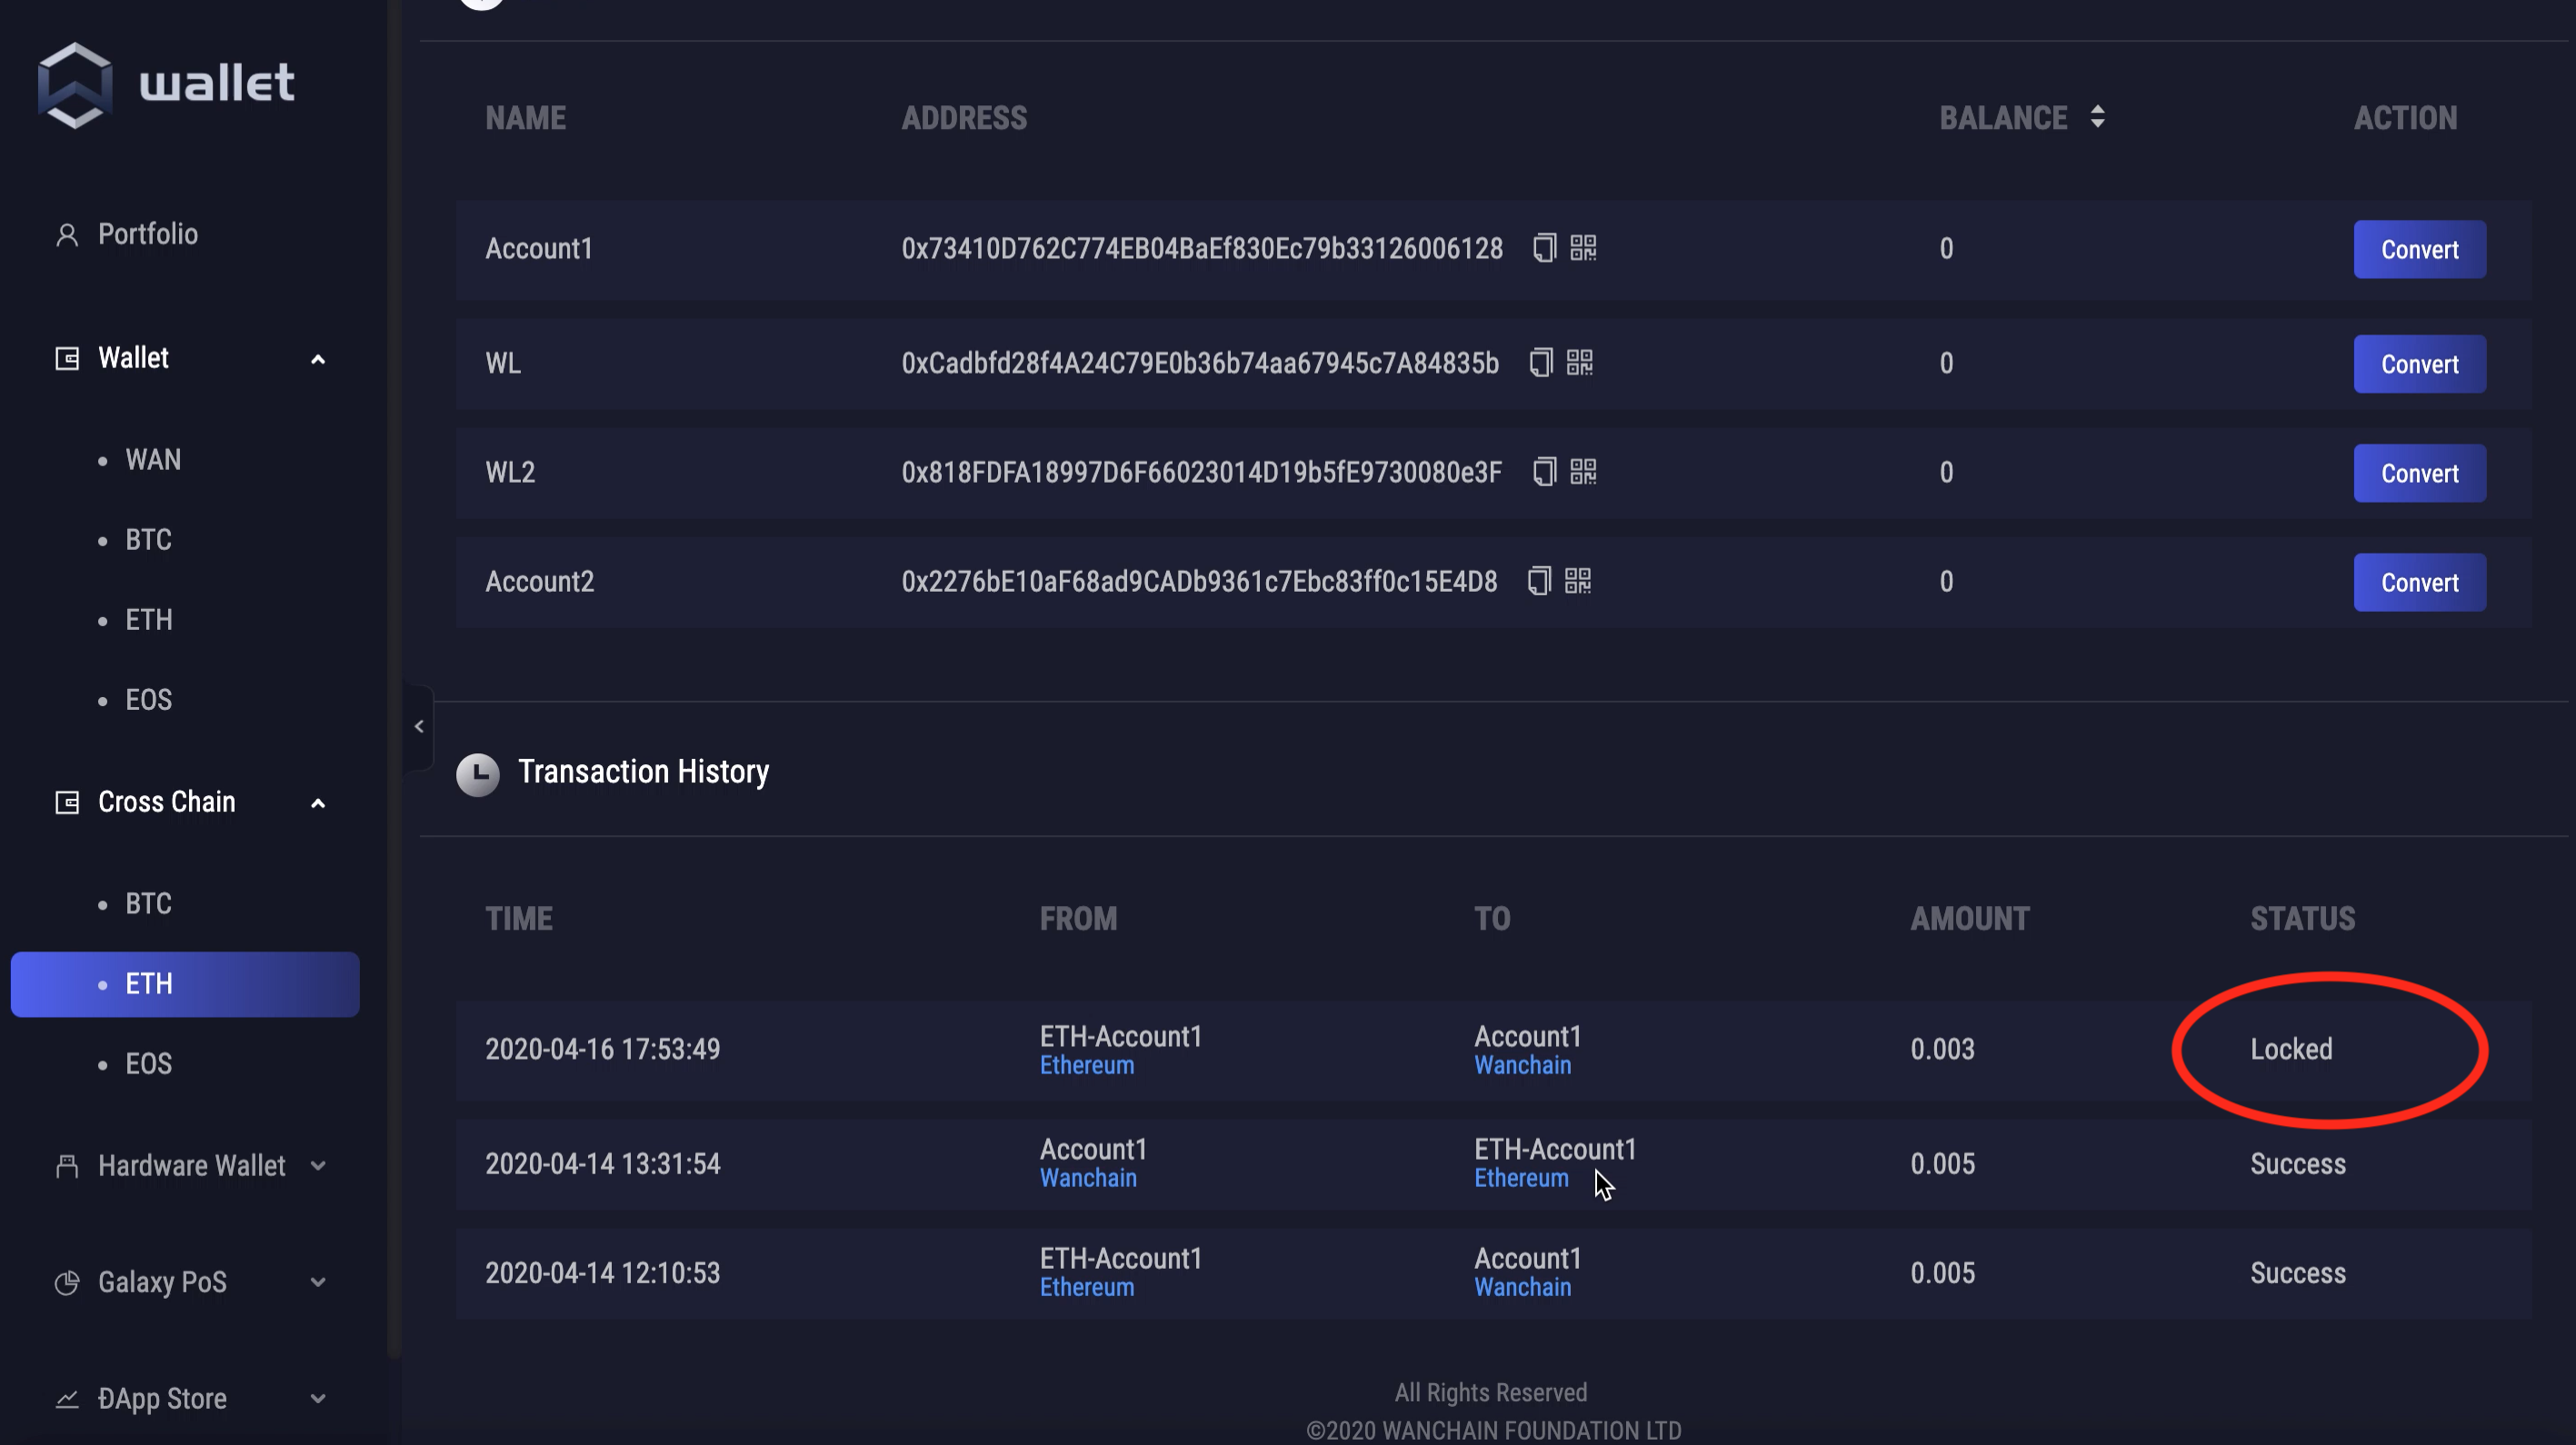 wallet
Portfolio
Wallet
WAN
BTC
ETH
EOS
Cross Chain
BTC
ETH
EOS
Hardware Wallet
Galaxy PoS
ÐApp Store
NAME ADDRESS BALANCE ACTION
Account1 0x73410D762C774EB04BaEf830Ec79b33126006128 0 Convert
WL 0xCadbfd28f4A24C79E0b36b74aa67945c7A84835b 0 Convert
WL2 0x818FDFA18997D6F66023014D19b5fE9730080e3F 0 Convert
Account2 0x2276bE10aF68ad9CADb9361c7Ebc83ff0c15E4D8 0 Convert
Transaction History
TIME FROM TO AMOUNT STATUS
2020-04-16 17:53:49 ETH-Account1 Account1 0.003 Locked
Ethereum Wanchain
2020-04-14 13:31:54 Account1 ETH-Account1 0.005 Success
Wanchain Ethereum
2020-04-14 12:10:53 ETH-Account1 Account1 0.005 Success
Ethereum Wanchain
All Rights Reserved
©2020 WANCHAIN FOUNDATION LTD